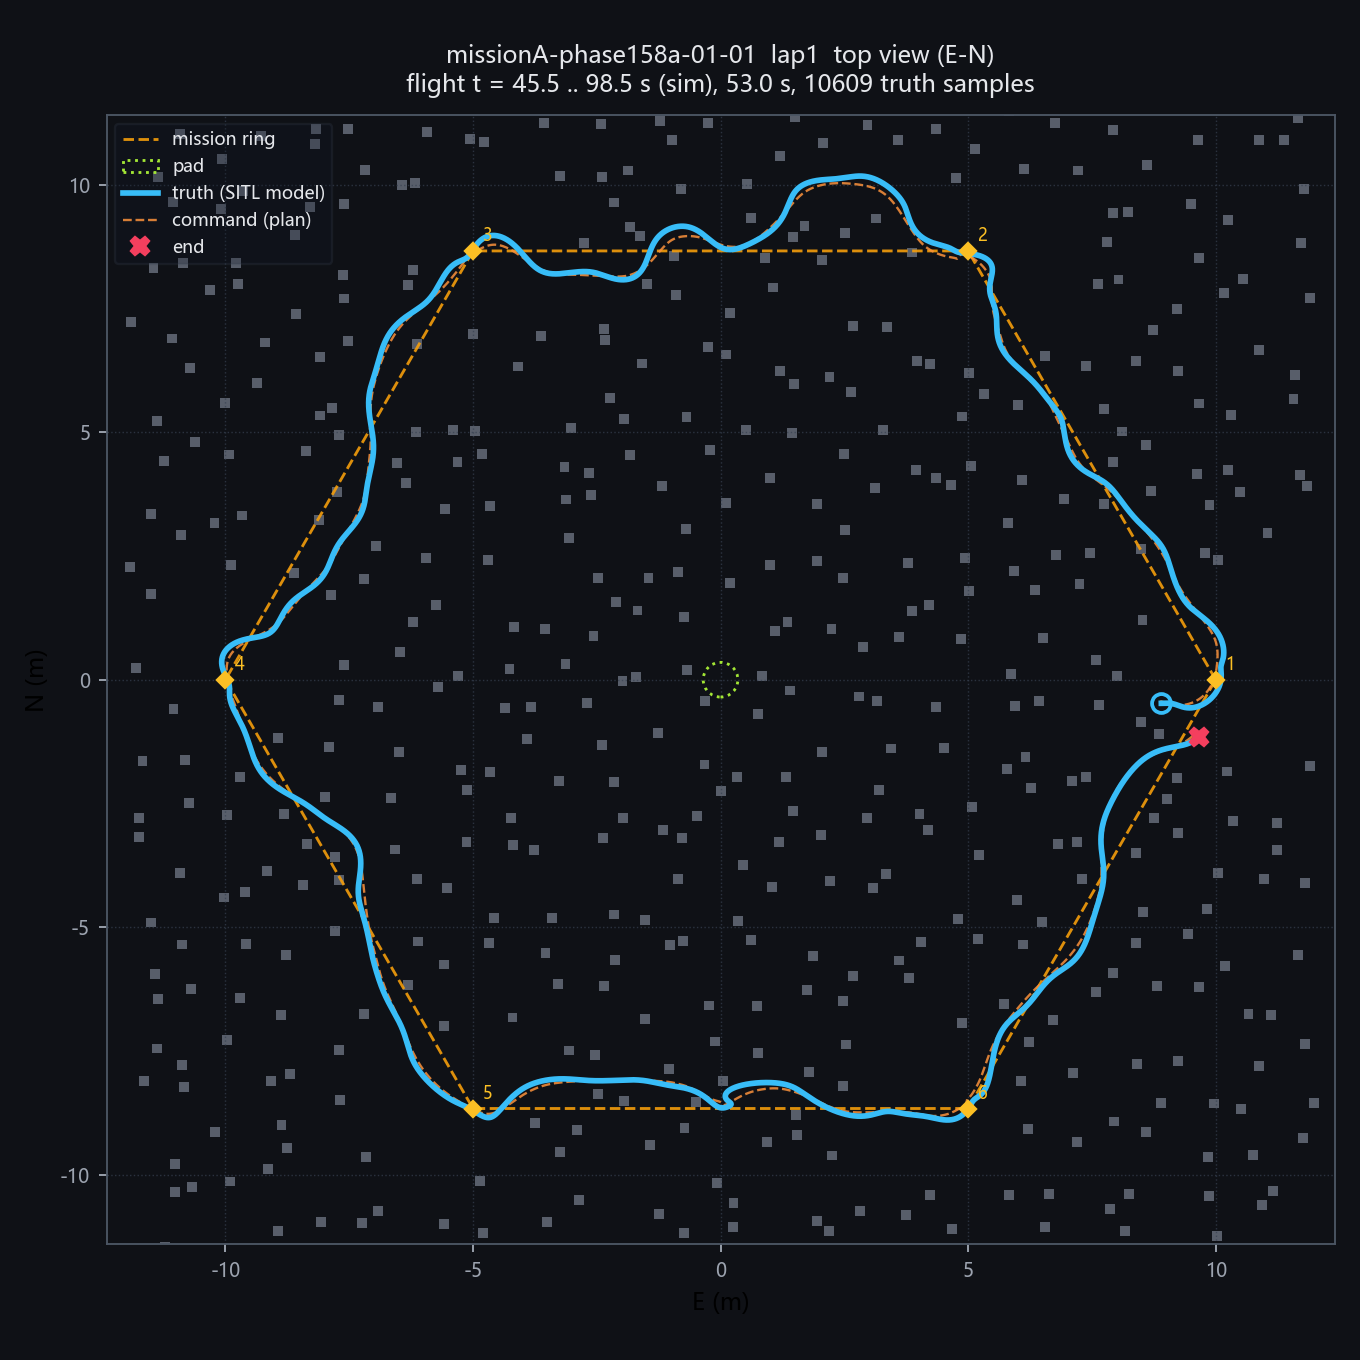 missionA-phase158a-01-01 lap1 top view (E-N)
flight t = 45.5 .. 98.5 s (sim), 53.0 s, 10609 truth samples
mission ring
pad
truth (SITL model)
command (plan)
end
10
5
0
-5
-10
N (m)
3
2
4
1
5
6
-10
-5
0
5
10
E (m)